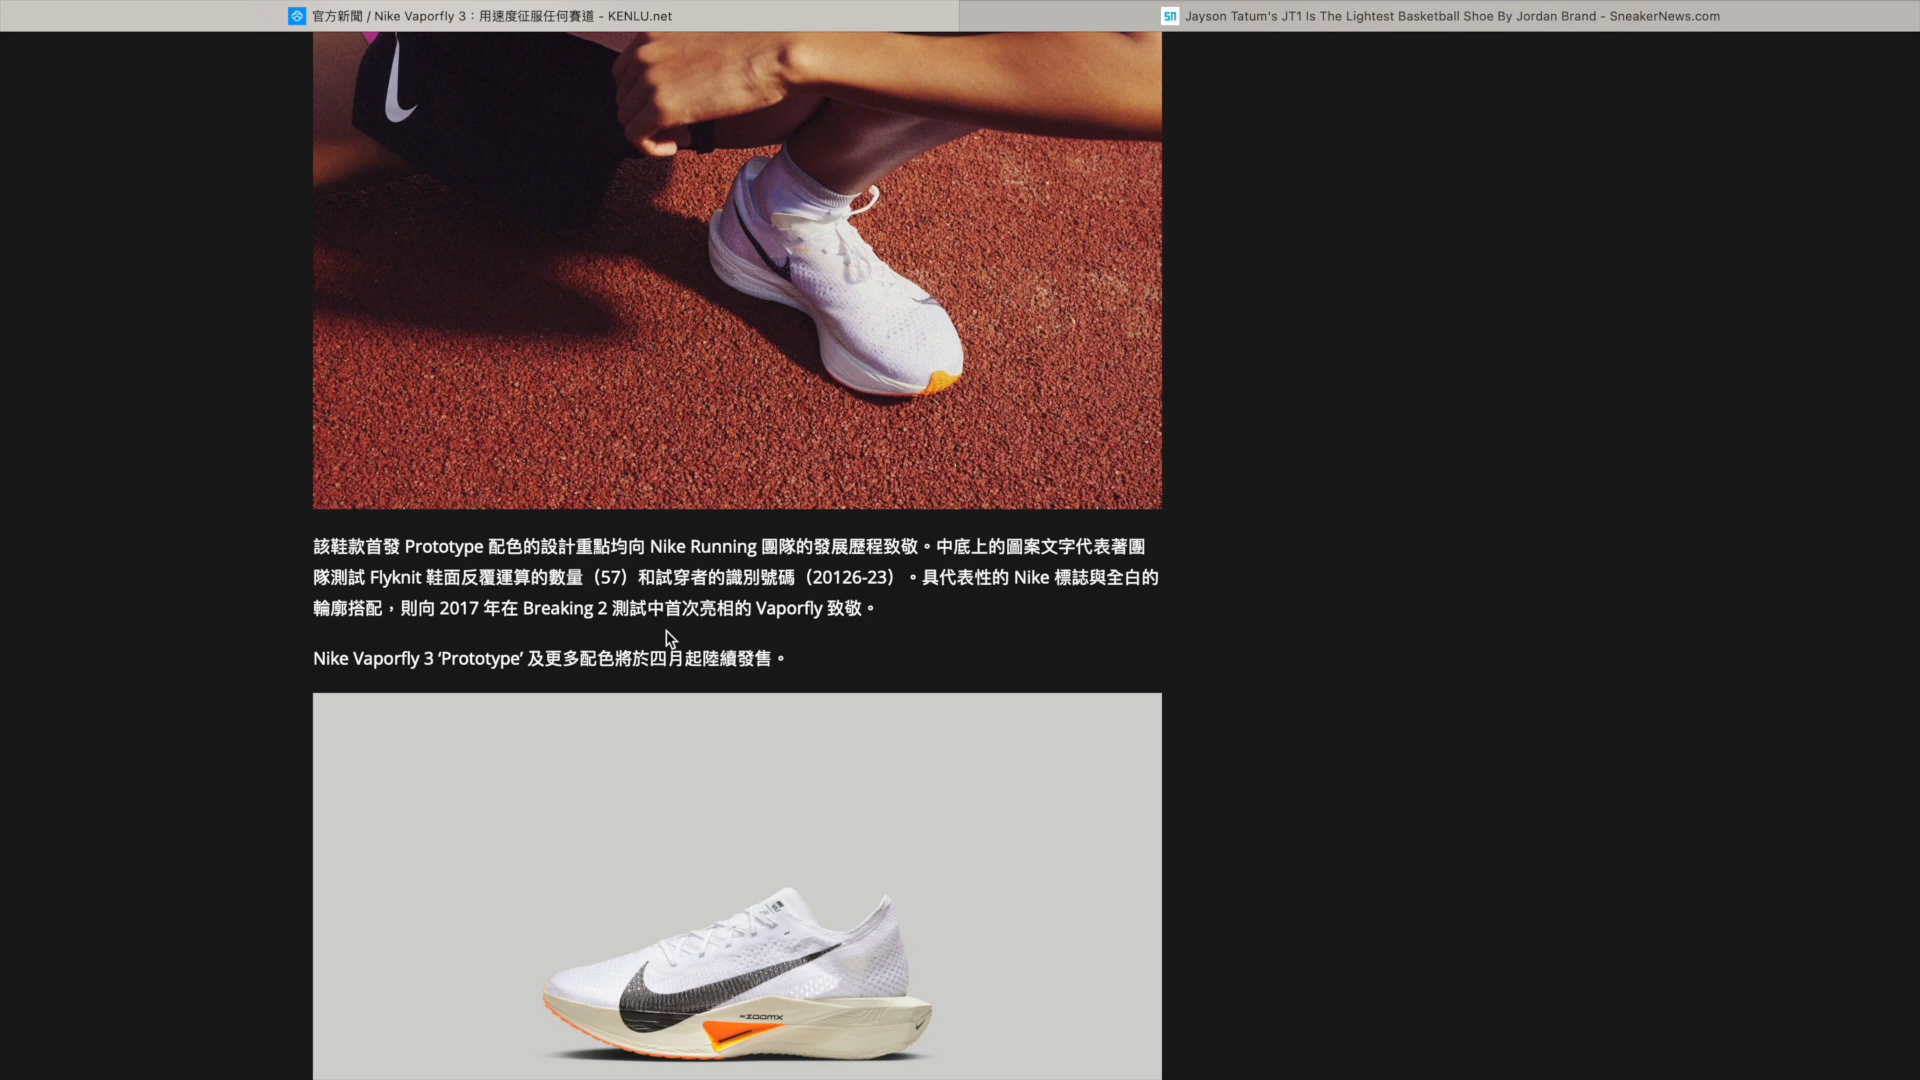 官方新聞 / Nike Vaporfly 3：用速度征服任何賽道 - KENLU.net
Jayson Tatum's JT1 Is The Lightest Basketball Shoe By Jordan Brand - SneakerNews.com
該鞋款首發 Prototype 配色的設計重點均向 Nike Running 團隊的發展歷程致敬。中底上的圖案文字代表著團
隊測試 Flyknit 鞋面反覆運算的數量（57）和試穿者的識別號碼（20126-23）。具代表性的 Nike 標誌與全白的
輪廓搭配，則向 2017 年在 Breaking 2 測試中首次亮相的 Vaporfly 致敬。
Nike Vaporfly 3 ‘Prototype’ 及更多配色將於四月起陸續發售。
ZOOMX